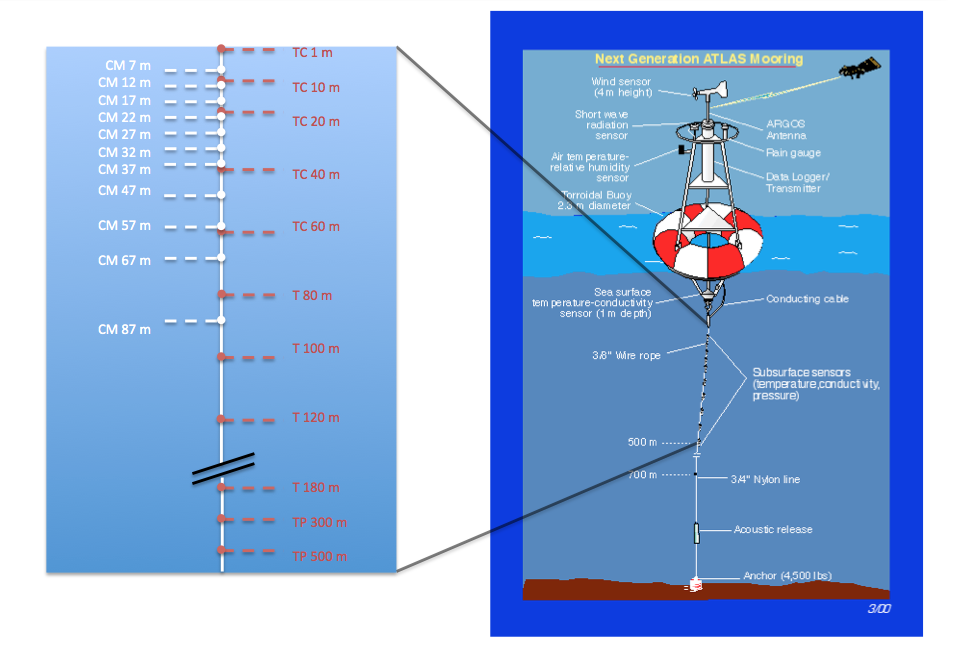 TC 1 m
CM 7 m
CM 12 m
TC 10 m
CM 17 m
CM 22 m
TC 20 m
CM 27 m
CM 32 m
CM 37 m
TC 40 m
CM 47 m
CM 57 m
TC 60 m
CM 67 m
T 80 m
CM 87 m
T 100 m
T 120 m
T 180 m
TP 300 m
TP 500 m
Next Generation ATLAS Mooring
Wind sensor
(4m height)
Short wave
radiation
sensor
ARGOS
Antenna
Rain gauge
Air temperature-
relative humidity
sensor
Data Logger/
Transmitter
Torroidal Buoy
2.3 m diameter
Sea surface
temperature-conductivity
sensor (1m depth)
Conducting cable
3/8" Wire rope
Subsurface sensors
(temperature,conductivity,
pressure)
500 m
700 m
3/4" Nylon line
Acoustic release
Anchor (4,500 lbs)
3/00